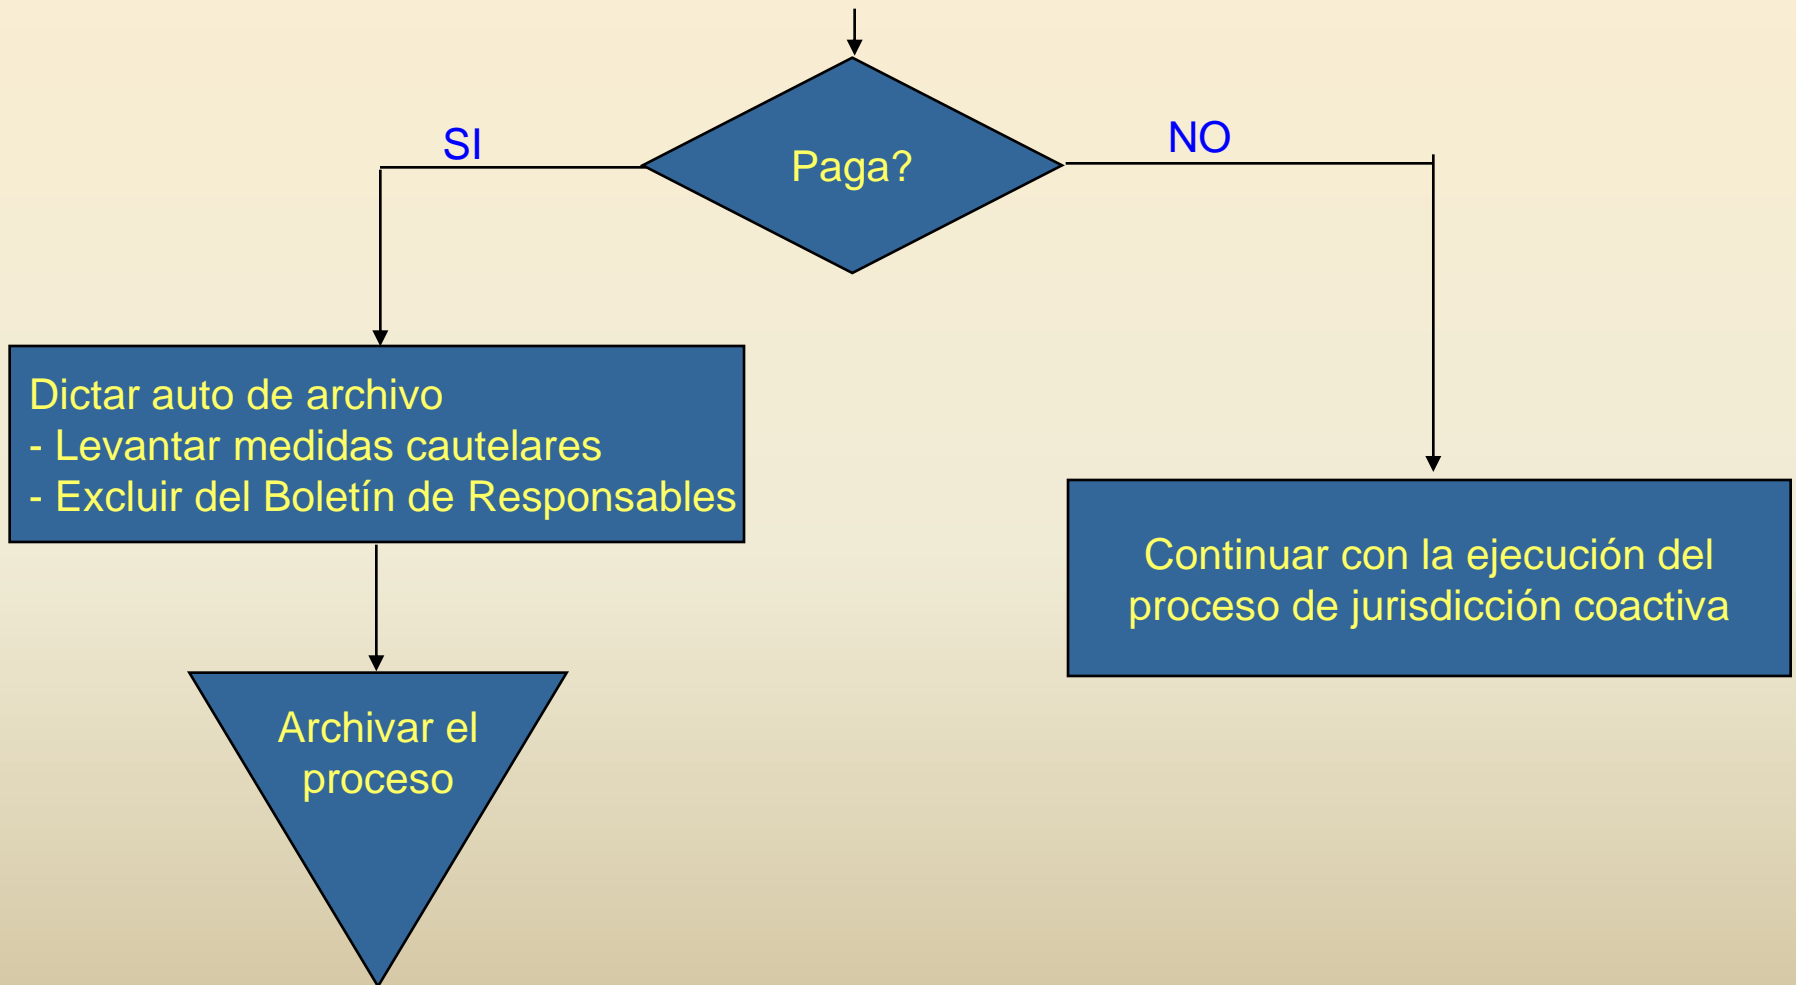 SI
NO
Paga?
Dictar auto de archivo
- Levantar medidas cautelares
- Excluir del Boletín de Responsables
Continuar con la ejecución del
proceso de jurisdicción coactiva
Archivar el
proceso